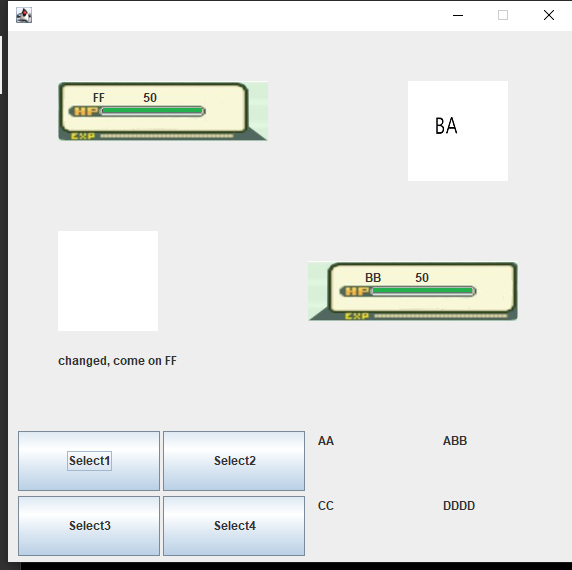 FF 50
HP
EXP
BA
BB 50
HP
EXP
changed, come on FF
Select1 Select2 AA ABB
Select3 Select4 CC DDDD